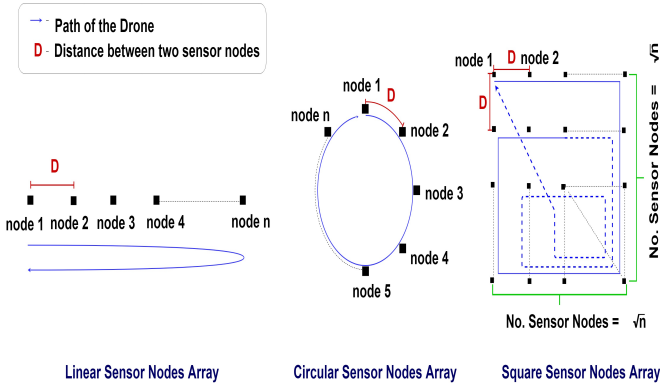 Path of the Drone
D - Distance between two sensor nodes
D
node 1 node 2 node 3 node 4 node n
Linear Sensor Nodes Array
node 1
D
node n
node 2
node 3
node 4
node 5
Circular Sensor Nodes Array
node 1 D node 2
D
No. Sensor Nodes = √n
No. Sensor Nodes = √n
Square Sensor Nodes Array